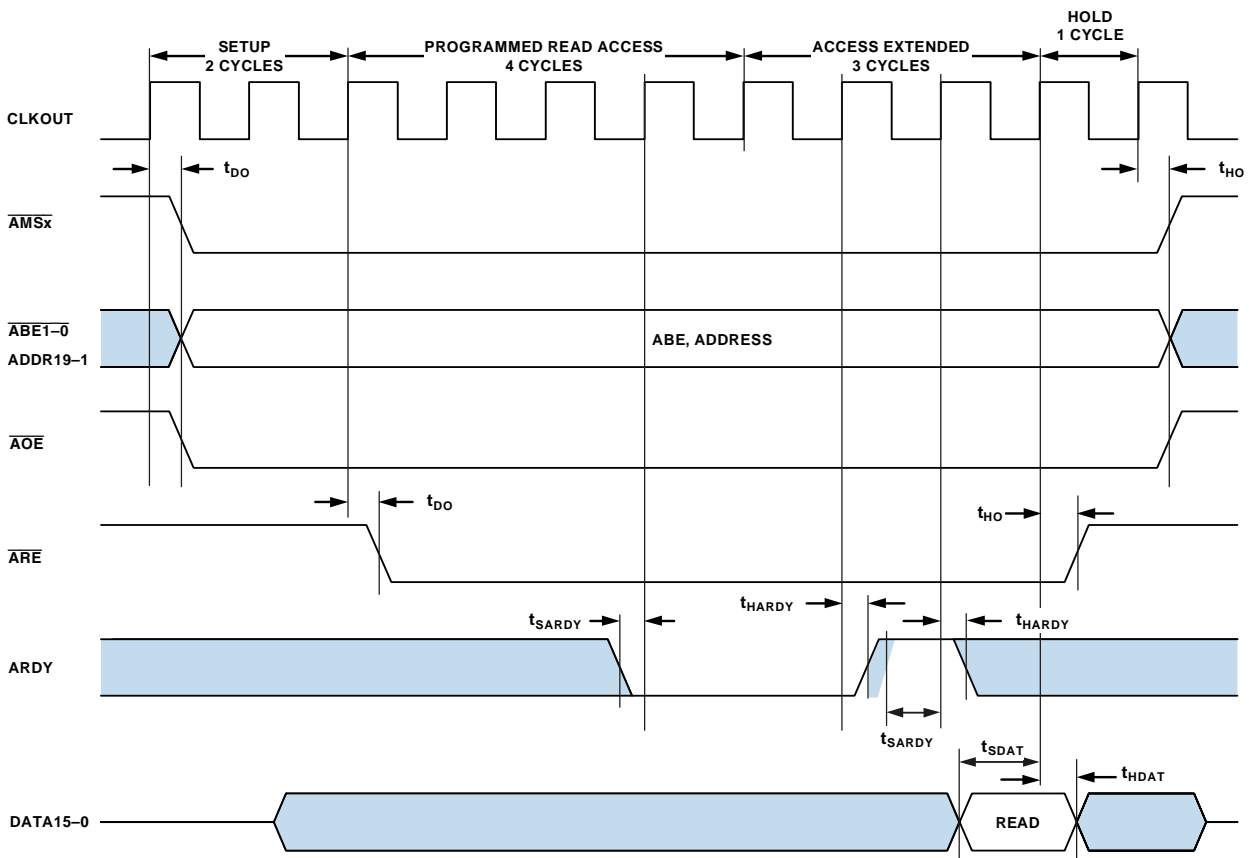 SETUP
2 CYCLES
PROGRAMMED READ ACCESS
4 CYCLES
ACCESS EXTENDED
3 CYCLES
HOLD
1 CYCLE
CLKOUT
tDO
tHO
AMSx
ABE1–0
ADDR19–1
ABE, ADDRESS
AOE
tDO
tHO
ARE
tSARDY
tHARDY
tHARDY
ARDY
tSARDY
tSDAT
tHDAT
DATA15–0
READ